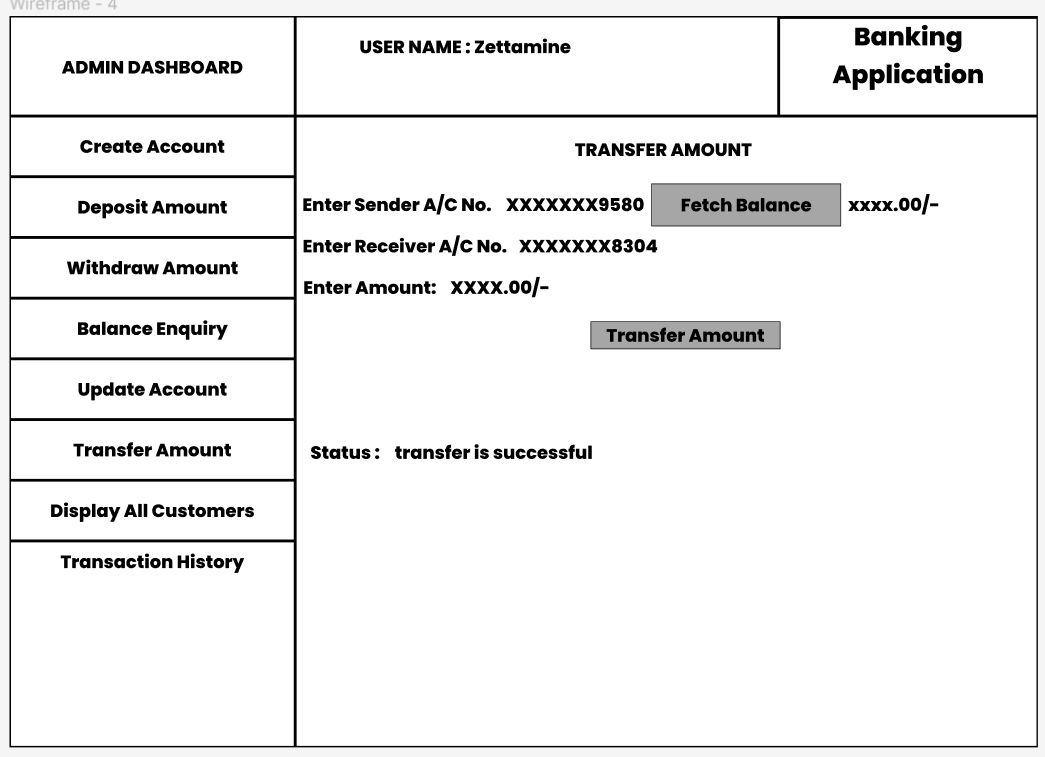 Wireframe - 4
ADMIN DASHBOARD
USER NAME : Zettamine
Banking
Application
Create Account
Deposit Amount
Withdraw Amount
Balance Enquiry
Update Account
Transfer Amount
Display All Customers
Transaction History
TRANSFER AMOUNT
Enter Sender A/C No. XXXXXXX9580 Fetch Balance xxxx.00/-
Enter Receiver A/C No. XXXXXXX8304
Enter Amount: XXXX.00/-
Transfer Amount
Status : transfer is successful